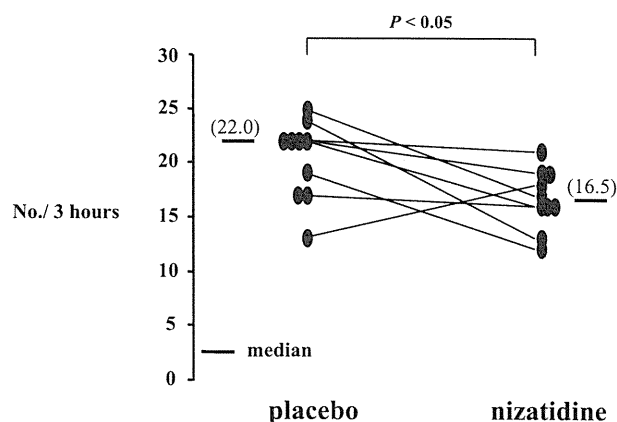 P < 0.05
30
25
(22.0)
20
(16.5)
No./ 3 hours
15
10
5
median
0
placebo nizatidine